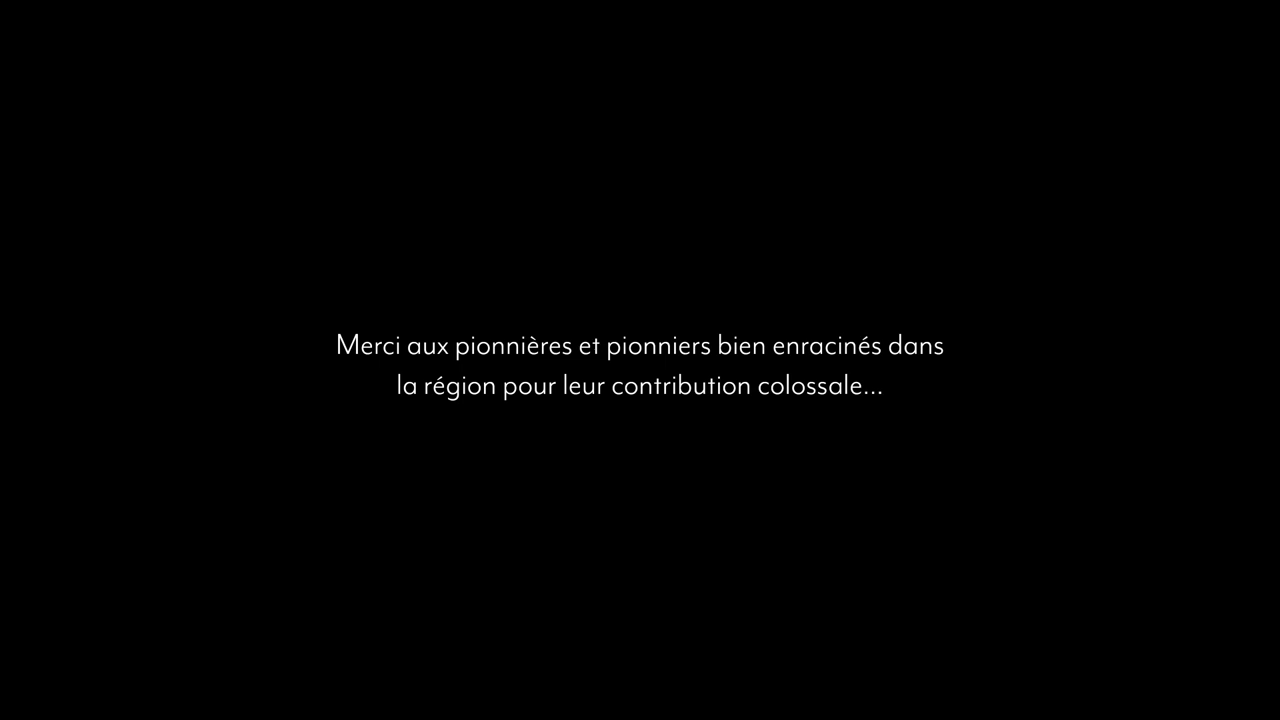 Merci aux pionnières et pionniers bien enracinés dans
la région pour leur contribution colossale...